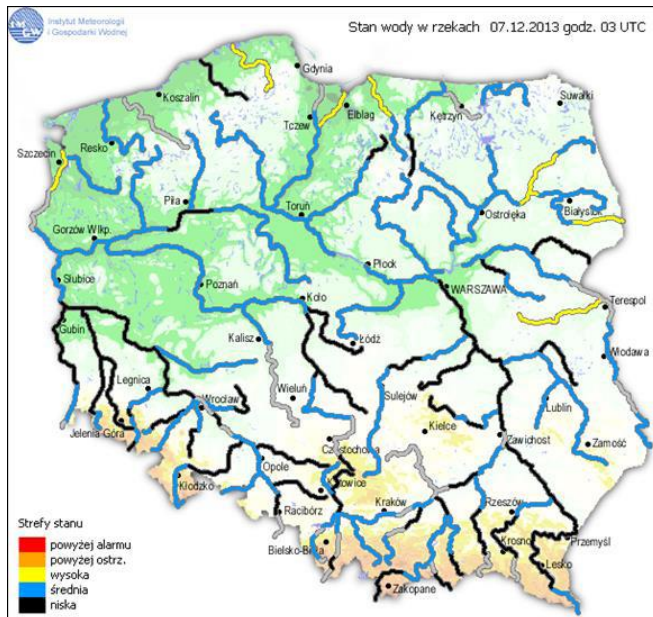 Instytut Meteorologii
i Gospodarki Wodnej
Stan wody w rzekach 07.12.2013 godz. 03 UTC
Gdynia
Koszalin
Suwałki
Tczew
Elbląg
Kętrzyn
Resko
Szczecin
Piła
Toruń
Ostrołęka
Białystok
Gorzów Wlkp.
Płock
Słubice
Poznań
WARSZAWA
Koło
Terespol
Gubin
Kalisz
Łódź
Włodawa
Legnica
Wieluń
Sulejów
Wrocław
Lublin
Jelenia-Góra
Kielce
Zawichost
Zamość
Częstochowa
Opole
Kłodzko
Katowice
Racibórz
Kraków
Rzeszów
Strefy stanu
Bielsko-Biała
Krosno
Przemyśl
Lesko
Zakopane
powyżej alarmu
powyżej ostrz.
wysoka
średnia
niska